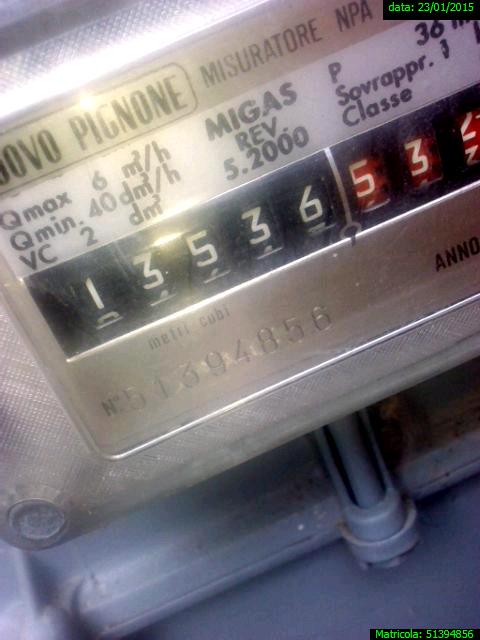 data: 23/01/2015
MISURATORE NPA
OVO PIGNONE
MIGAS
REV.
5.2000
P
Sovrappr.
Classe
Qmax 6 m³/h
Qmin. 40 dm³/h
VC 2 dm³
1 3 5 3 6 5 3
ANNO
metri cubi
N° 51394856
Matricola: 51394856